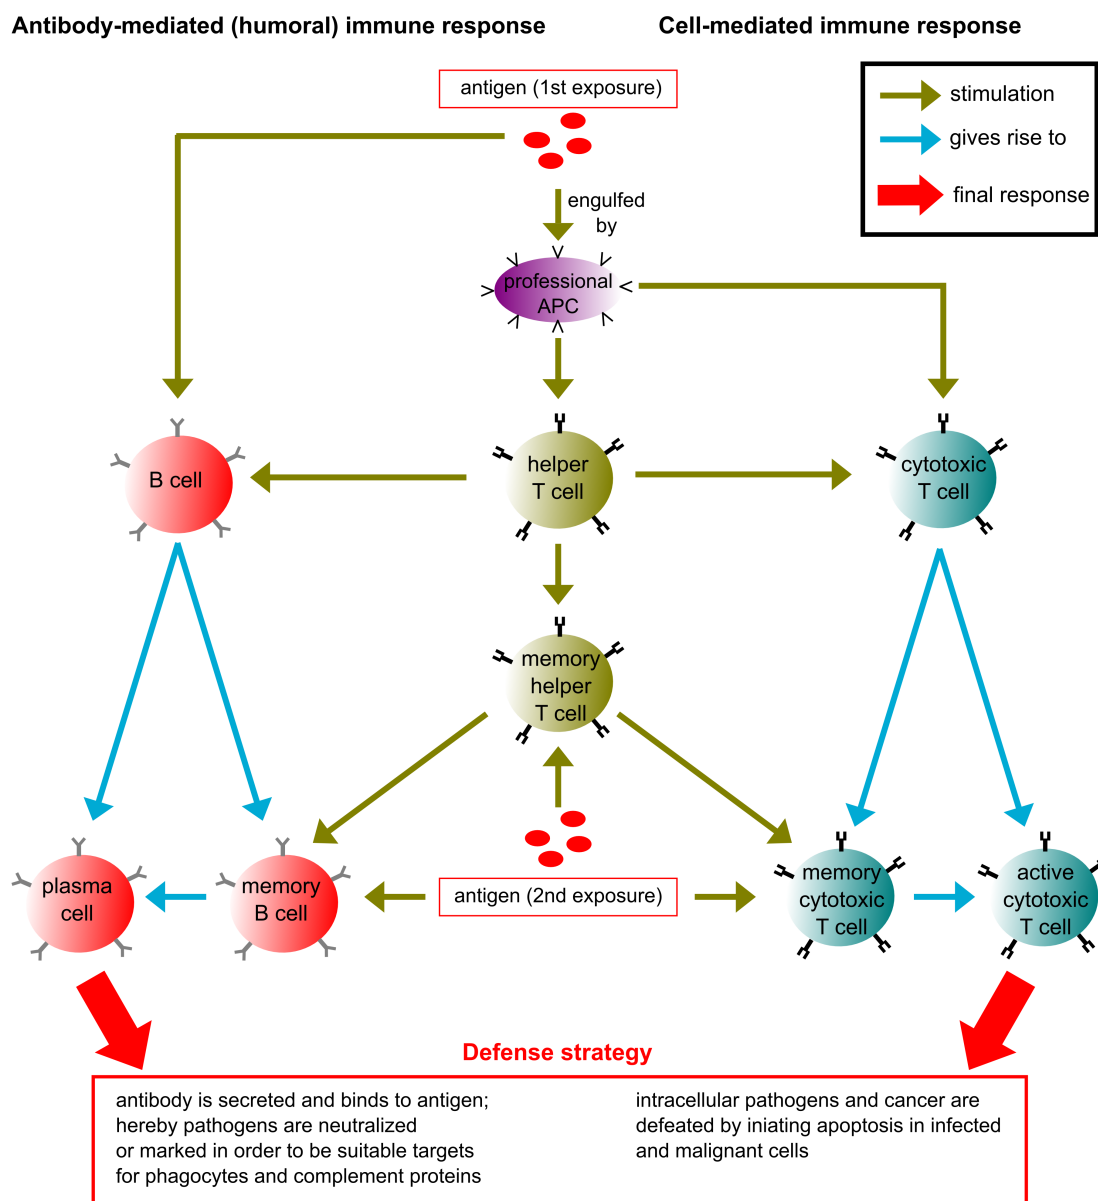 Antibody-mediated (humoral) immune response
Cell-mediated immune response
antigen (1st exposure)
stimulation
gives rise to
final response
engulfed
by
professional
APC
B cell
helper
T cell
cytotoxic
T cell
memory
helper
T cell
plasma
cell
memory
B cell
antigen (2nd exposure)
memory
cytotoxic
T cell
active
cytotoxic
T cell
Defense strategy
antibody is secreted and binds to antigen;
hereby pathogens are neutralized
or marked in order to be suitable targets
for phagocytes and complement proteins
intracellular pathogens and cancer are
defeated by iniating apoptosis in infected
and malignant cells